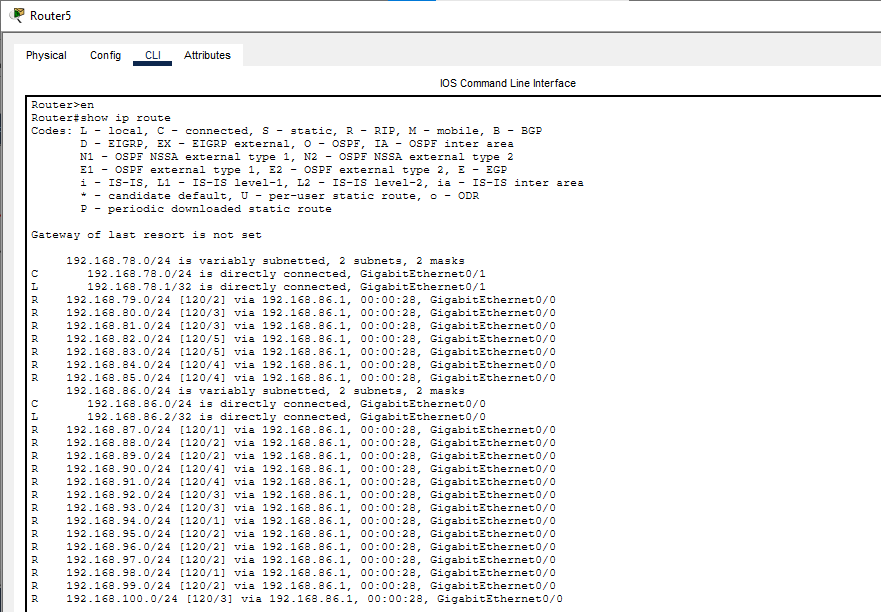 Router5
Physical Config CLI Attributes
IOS Command Line Interface
Router>en
Router#show ip route
Codes: L - local, C - connected, S - static, R - RIP, M - mobile, B - BGP
D - EIGRP, EX - EIGRP external, O - OSPF, IA - OSPF inter area
N1 - OSPF NSSA external type 1, N2 - OSPF NSSA external type 2
E1 - OSPF external type 1, E2 - OSPF external type 2, E - EGP
i - IS-IS, L1 - IS-IS level-1, L2 - IS-IS level-2, ia - IS-IS inter area
* - candidate default, U - per-user static route, o - ODR
P - periodic downloaded static route
Gateway of last resort is not set
192.168.78.0/24 is variably subnetted, 2 subnets, 2 masks
C 192.168.78.0/24 is directly connected, GigabitEthernet0/1
L 192.168.78.1/32 is directly connected, GigabitEthernet0/1
R 192.168.79.0/24 [120/2] via 192.168.86.1, 00:00:28, GigabitEthernet0/0
R 192.168.80.0/24 [120/3] via 192.168.86.1, 00:00:28, GigabitEthernet0/0
R 192.168.81.0/24 [120/3] via 192.168.86.1, 00:00:28, GigabitEthernet0/0
R 192.168.82.0/24 [120/5] via 192.168.86.1, 00:00:28, GigabitEthernet0/0
R 192.168.83.0/24 [120/5] via 192.168.86.1, 00:00:28, GigabitEthernet0/0
R 192.168.84.0/24 [120/4] via 192.168.86.1, 00:00:28, GigabitEthernet0/0
R 192.168.85.0/24 [120/4] via 192.168.86.1, 00:00:28, GigabitEthernet0/0
192.168.86.0/24 is variably subnetted, 2 subnets, 2 masks
C 192.168.86.0/24 is directly connected, GigabitEthernet0/0
L 192.168.86.2/32 is directly connected, GigabitEthernet0/0
R 192.168.87.0/24 [120/1] via 192.168.86.1, 00:00:28, GigabitEthernet0/0
R 192.168.88.0/24 [120/2] via 192.168.86.1, 00:00:28, GigabitEthernet0/0
R 192.168.89.0/24 [120/2] via 192.168.86.1, 00:00:28, GigabitEthernet0/0
R 192.168.90.0/24 [120/4] via 192.168.86.1, 00:00:28, GigabitEthernet0/0
R 192.168.91.0/24 [120/4] via 192.168.86.1, 00:00:28, GigabitEthernet0/0
R 192.168.92.0/24 [120/3] via 192.168.86.1, 00:00:28, GigabitEthernet0/0
R 192.168.93.0/24 [120/3] via 192.168.86.1, 00:00:28, GigabitEthernet0/0
R 192.168.94.0/24 [120/1] via 192.168.86.1, 00:00:28, GigabitEthernet0/0
R 192.168.95.0/24 [120/2] via 192.168.86.1, 00:00:28, GigabitEthernet0/0
R 192.168.96.0/24 [120/2] via 192.168.86.1, 00:00:28, GigabitEthernet0/0
R 192.168.97.0/24 [120/2] via 192.168.86.1, 00:00:28, GigabitEthernet0/0
R 192.168.98.0/24 [120/1] via 192.168.86.1, 00:00:28, GigabitEthernet0/0
R 192.168.99.0/24 [120/2] via 192.168.86.1, 00:00:28, GigabitEthernet0/0
R 192.168.100.0/24 [120/3] via 192.168.86.1, 00:00:28, GigabitEthernet0/0